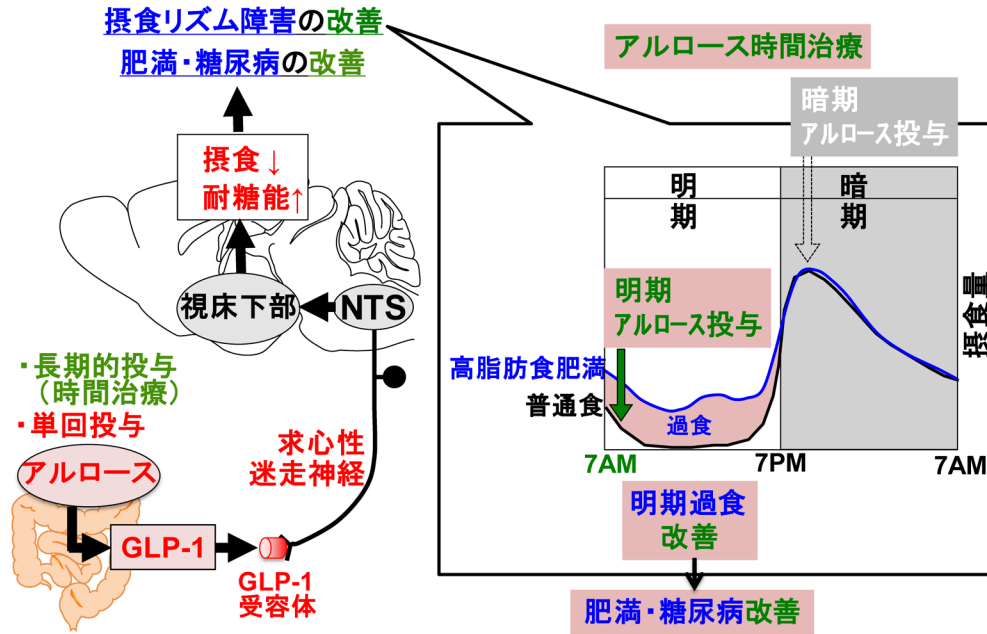 摂食リズム障害の改善
肥満・糖尿病の改善
摂食↓
耐糖能↑
視床下部
NTS
・長期的投与
（時間治療）
・単回投与
アルロース
GLP-1
GLP-1
受容体
求心性
迷走神経
アルロース時間治療
暗期
アルロース投与
明
期
暗
期
明期
アルロース投与
高脂肪食肥満
普通食
過食
摂食量
7AM
7PM
7AM
明期過食
改善
肥満・糖尿病改善